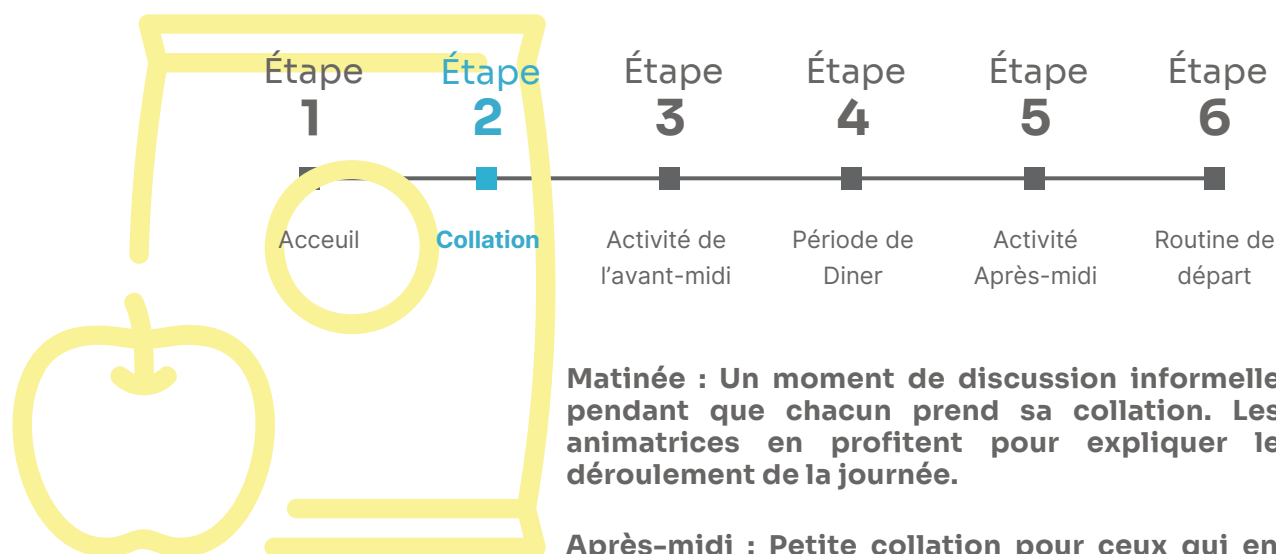 Étape Étape Étape Étape Étape Étape
1 2 3 4 5 6
Acceuil Collation Activité de Période de Activité Routine de
l'avant-midi Diner Après-midi départ
Matinée : Un moment de discussion informelle
pendant que chacun prend sa collation. Les
animatrices en profitent pour expliquer le
déroulement de la journée.
Après-midi : Petite collation pour ceux qui en